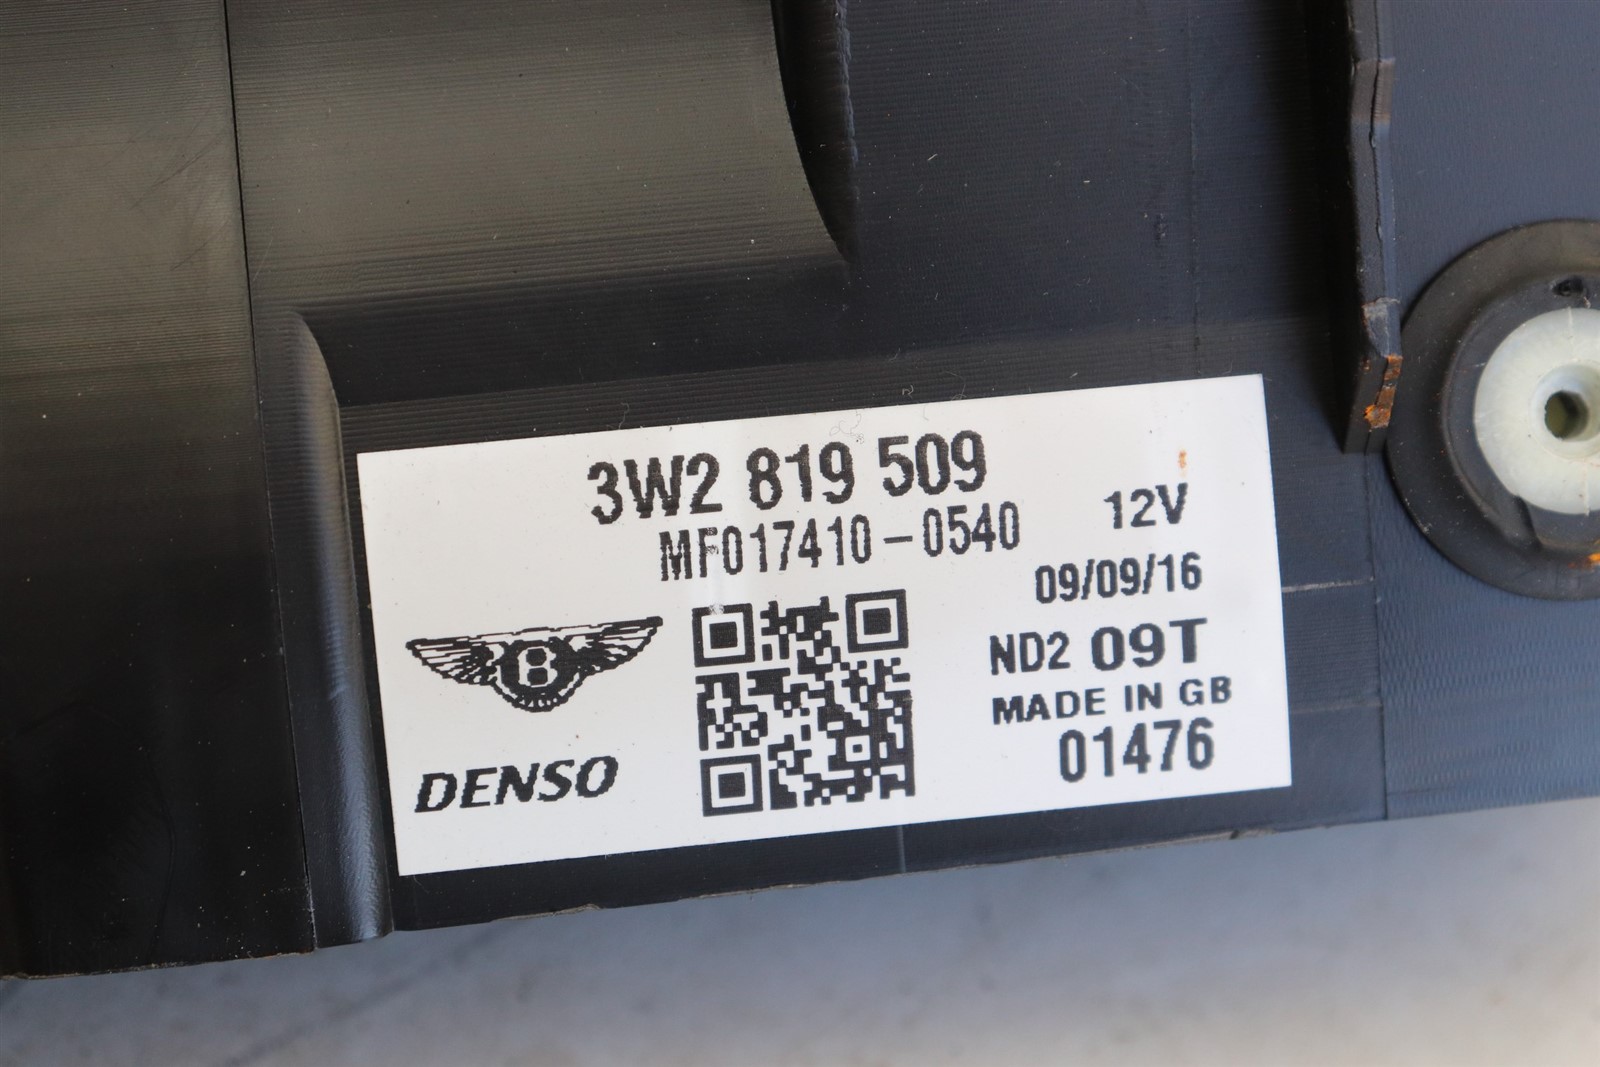 3W2 819 509
MF017410-0540
12V
09/09/16
B
ND2 09T
MADE IN GB
DENSO
01476